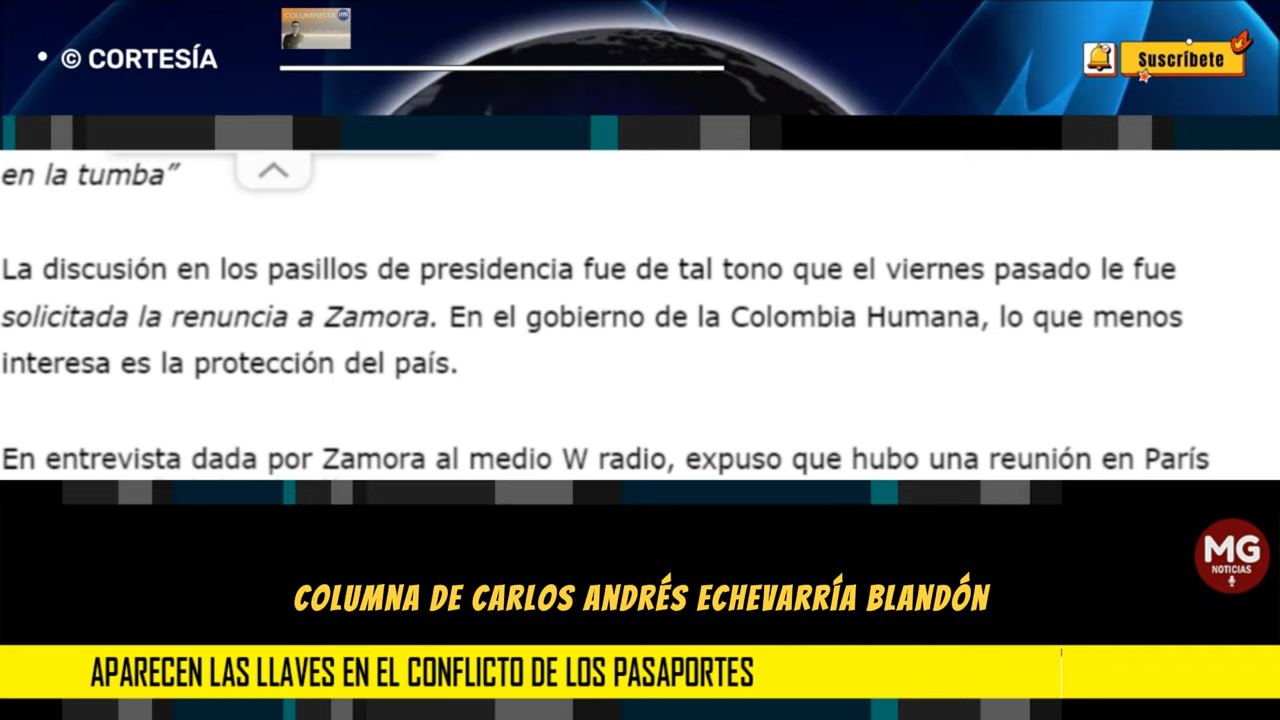 • © CORTESÍA
COLUMNISTA
Suscríbete
en la tumba”
La discusión en los pasillos de presidencia fue de tal tono que el viernes pasado le fue
solicitada la renuncia a Zamora. En el gobierno de la Colombia Humana, lo que menos
interesa es la protección del país.
En entrevista dada por Zamora al medio W radio, expuso que hubo una reunión en París
MG
NOTICIAS
COLUMNA DE CARLOS ANDRÉS ECHEVARRÍA BLANDÓN
APARECEN LAS LLAVES EN EL CONFLICTO DE LOS PASAPORTES